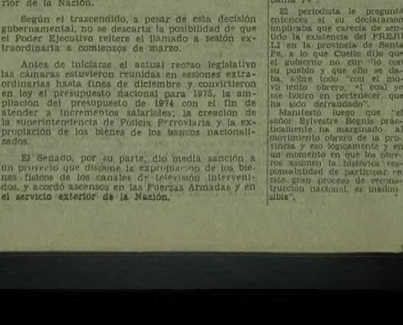 rior de la Nación.
Según el trascendido, a pesar de esta decisión
gubernamental, no se descarta la posibilidad de que
el Poder Ejecutivo reitere el llamado a sesión ex-
traordinaria a comienzos de marzo.
Antes de iniciarse el actual receso legislativo
las cámaras estuvieron reunidas en sesiones extra-
ordinarias hasta fines de diciembre y convirtieron
en ley el presupuesto nacional para 1975, la am-
pliación del presupuesto de 1974 con el fin de
atender a incrementos salariales; la creación de
la superintendencia de Policía Ferroviaria y la ex-
propiación de los bienes de los bancos nacionali-
zados.
El Senado, por su parte, dio media sanción a
un proyecto que dispone la expropiación de los bie-
nes físicos de los canales de televisión interveni-
dos, y acordó ascensos en las Fuerzas Armadas y en
el servicio exterior de la Nación.
El periodista le preguntó
entonces si su declaración
implicaba que carecía de sen-
tido la existencia del FREJU
LI en la provincia de Santa
Fe, a lo que Cuello dijo que
el gobierno no con
su pueblo y que ello se da-
ba sobre todo "con el mo-
viento obrero, al cual yo
me honro en pertenecer, que
ha sido defraudado".
Manifestó luego que "el
señor Sylvestre Begnis prác-
ticamente ha marginado al
movimiento obrero de la pro-
vincia y eso lógicamente y en
un momento en que los obre-
ros asumen la histórica res-
ponsabilidad de participar en
este gran proceso de recons-
trucción nacional, es inadmi-
sible".